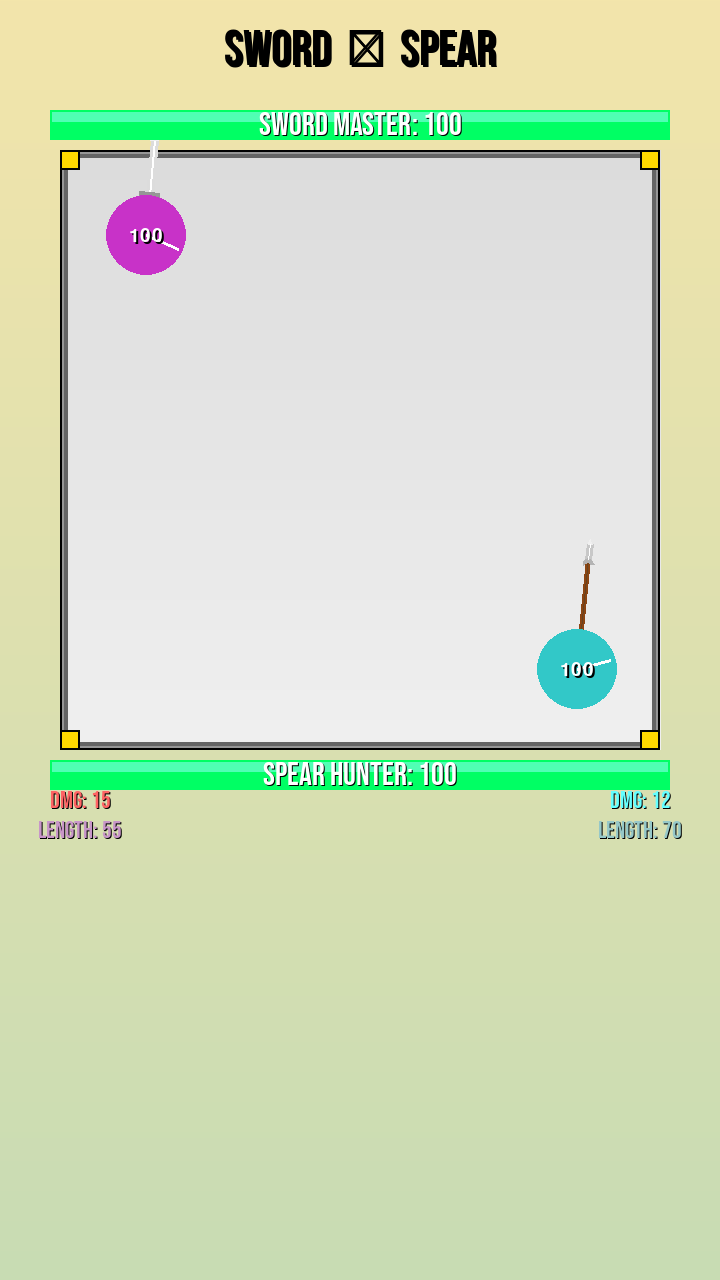 SWORD ☒ SPEAR
SWORD MASTER: 100
100
100
SPEAR HUNTER: 100
DMG: 15 DMG: 12
LENGTH: 55 LENGTH: 70